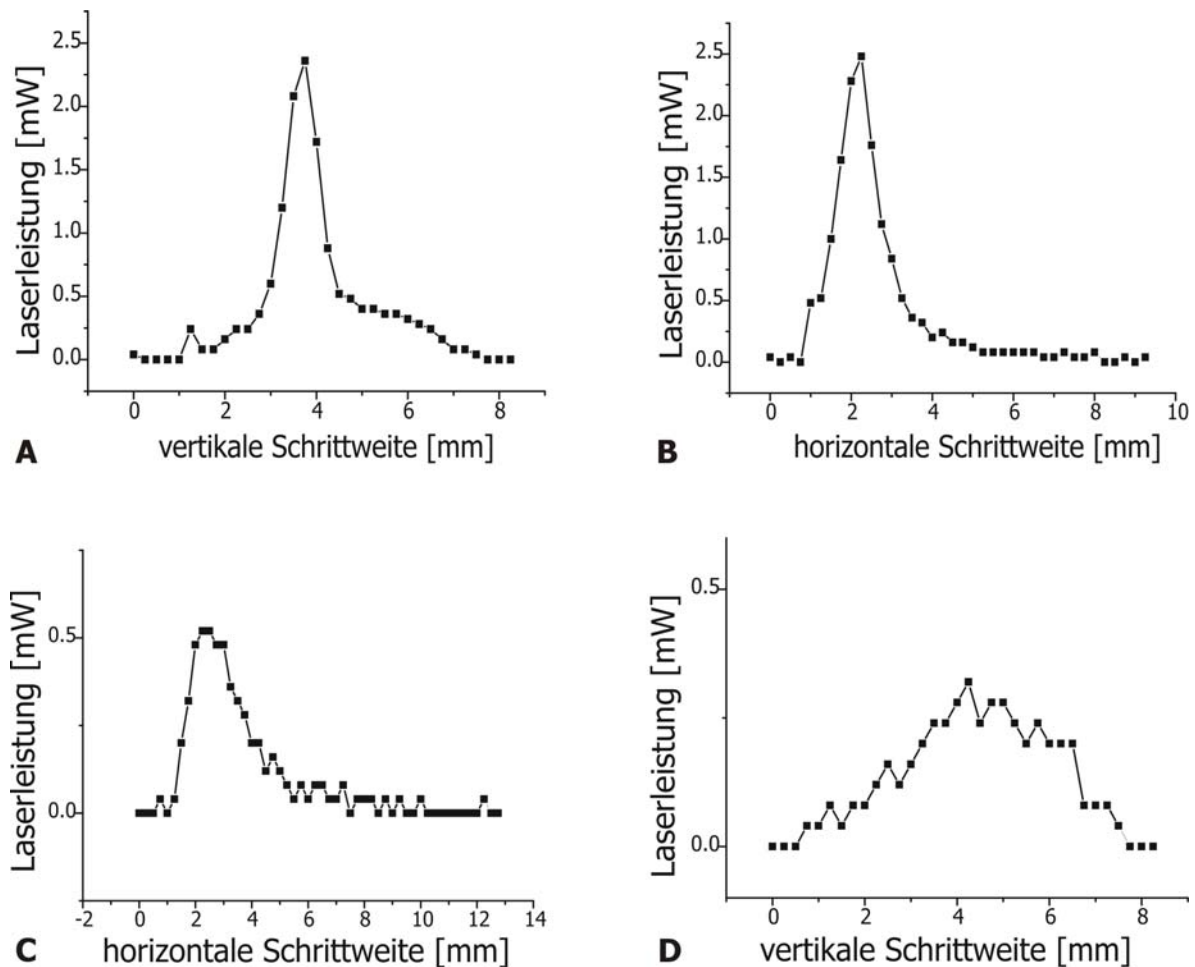 Laserleistung [mW]
2.5
2.0
1.5
1.0
0.5
0.0
0 2 4 6 8
vertikale Schrittweite [mm]
A
Laserleistung [mW]
2.5
2.0
1.5
1.0
0.5
0.0
0 2 4 6 8 10
horizontale Schrittweite [mm]
B
Laserleistung [mW]
0.5
0.0
-2 0 2 4 6 8 10 12 14
horizontale Schrittweite [mm]
C
Laserleistung [mW]
0.5
0.0
0 2 4 6 8
vertikale Schrittweite [mm]
D